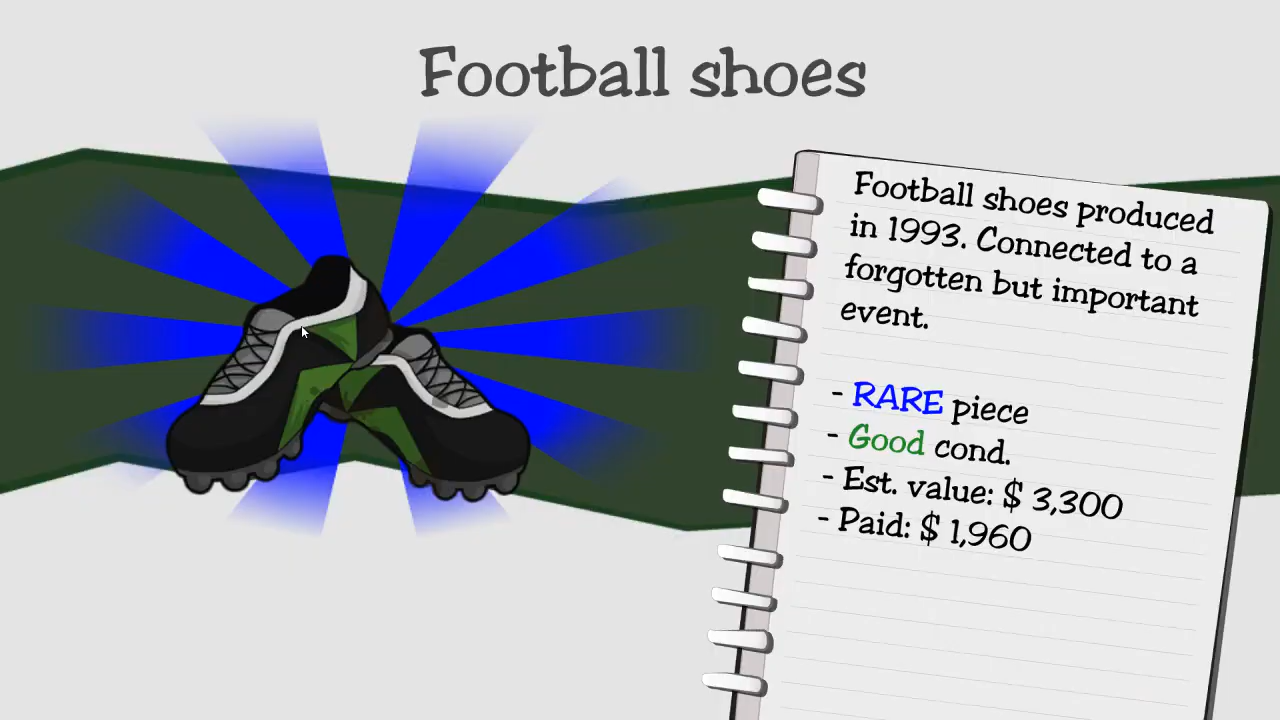 Football shoes
Football shoes produced
in 1993. Connected to a
forgotten but important
event.
- RARE piece
- Good cond.
- Est. value: $ 3,300
- Paid: $ 1,960